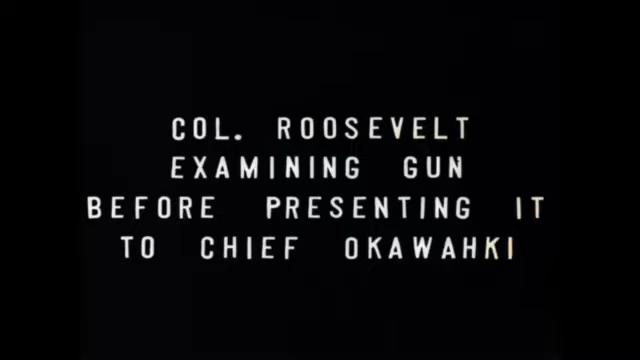 COL. ROOSEVELT
EXAMINING GUN
BEFORE PRESENTING IT
TO CHIEF OKAWAHKI